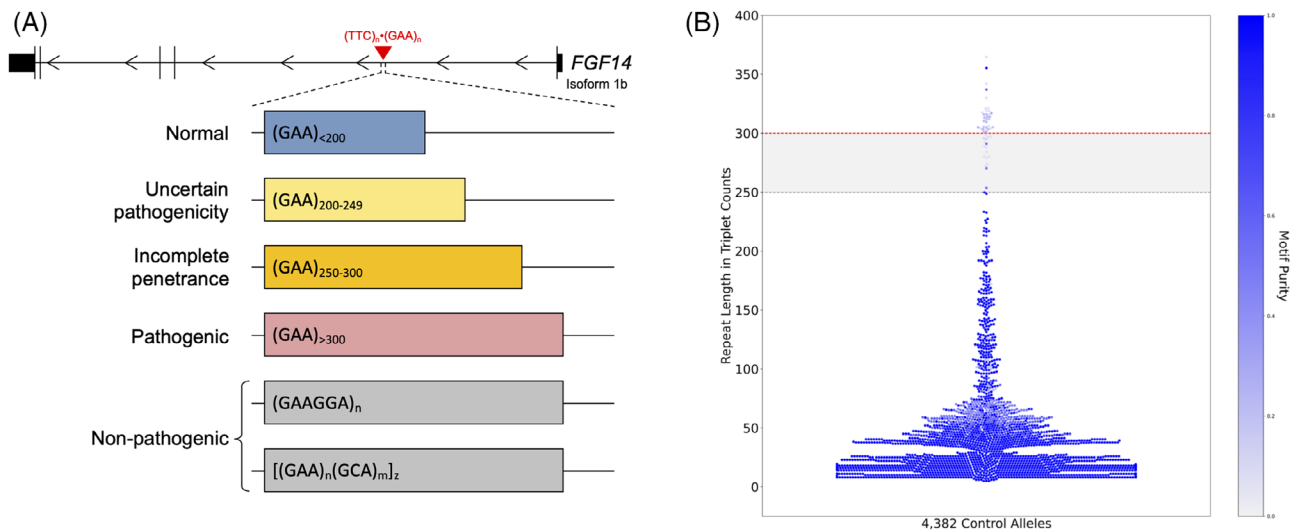 (A)
(TTC)n•(GAA)n
FGF14
Isoform 1b
Normal
(GAA)<200
Uncertain
pathogenicity
(GAA)200-249
Incomplete
penetrance
(GAA)250-300
Pathogenic
(GAA)>300
Non-pathogenic
(GAAGGA)n
[(GAA)n(GCA)m]z
(B)
Repeat Length in Triplet Counts
400
350
300
250
200
150
100
50
0
4,382 Control Alleles
1.0
0.8
0.6
0.4
0.2
0.0
Motif Purity